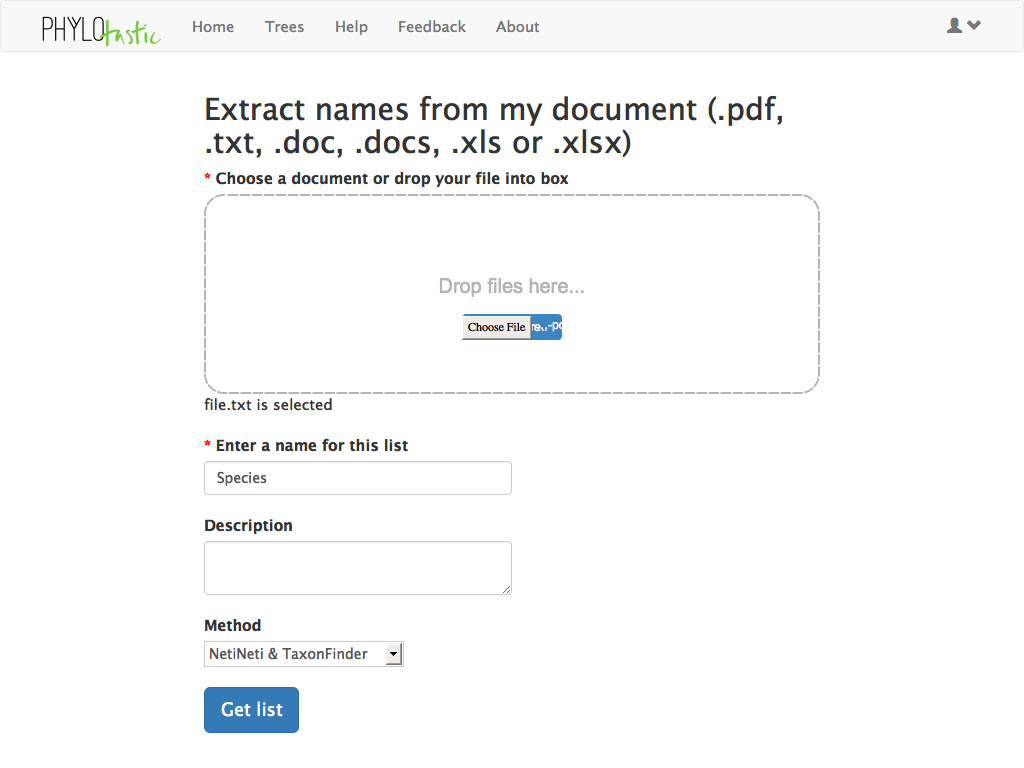 PHYLOtastic Home Trees Help Feedback About
Extract names from my document (.pdf,
.txt, .doc, .docs, .xls or .xlsx)
* Choose a document or drop your file into box
Drop files here...
Choose File
file.txt is selected
* Enter a name for this list
Species
Description
Method
NetiNeti & TaxonFinder
Get list